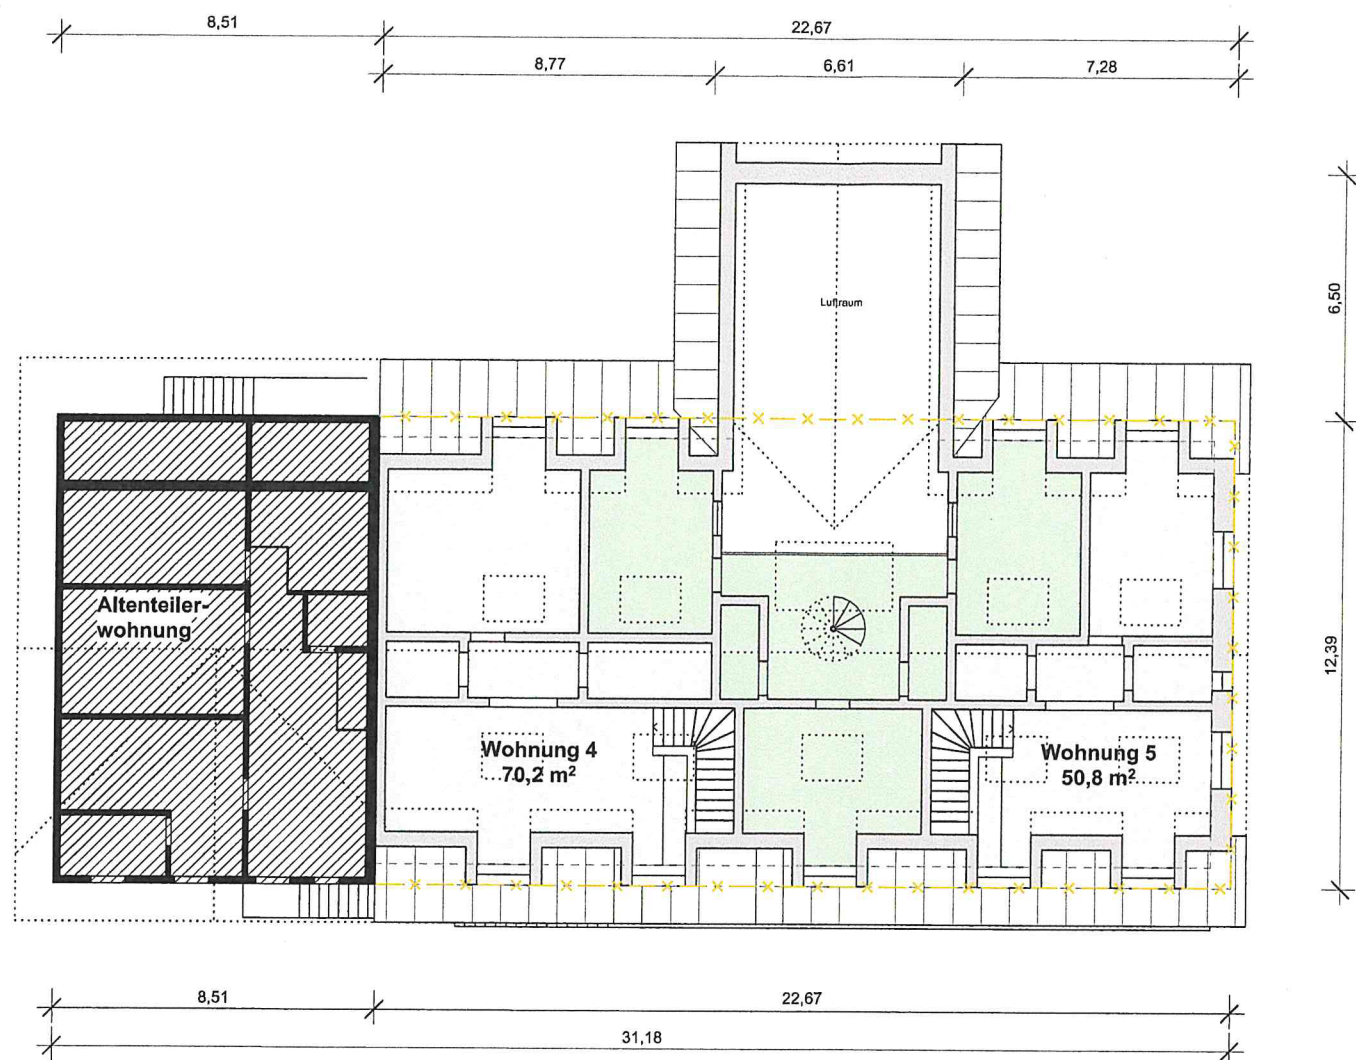 8,51
22,67
8,77
6,61
7,28
6,50
Luftraum
Altenteiler-
wohnung
12,39
Wohnung 4
70,2 m²
Wohnung 5
50,8 m²
8,51
22,67
31,18